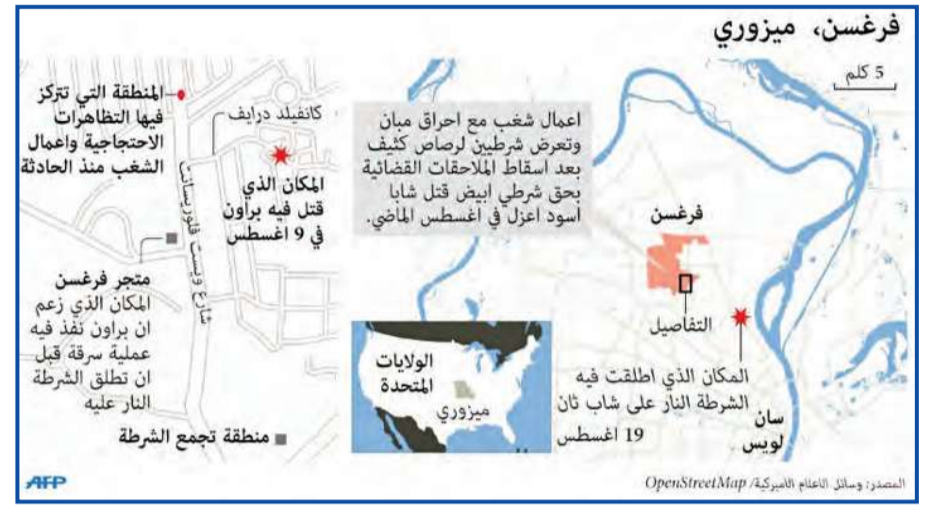 فرغسن، ميزوري
5 كلم
اعمال شغب مع احراق مبان
وتعرض شرطيين لرصاص كثيف
بعد اسقاط الملاحقات القضائية
بحق شرطي ابيض قتل شابا
اسود اعزل في اغسطس الماضي.
فرغسن
التفاصيل
المكان الذي اطلقت فيه
الشرطة النار على شاب ثان
19 اغسطس
سان
لويس
الولايات
المتحدة
ميزوري
المنطقة التي تتركز
فيها التظاهرات
الاحتجاجية واعمال
الشغب منذ الحادثة
كانفيلد درايف
المكان الذي
قتل فيه براون
في 9 اغسطس
شارع ويست فلوريسانت
متجر فرغسن
المكان الذي زعم
ان براون نفذ فيه
عملية سرقة قبل
ان تطلق الشرطة
النار عليه
منطقة تجمع الشرطة
المصدر: وسائل الاعلام الاميركية/ OpenStreetMap
AFP